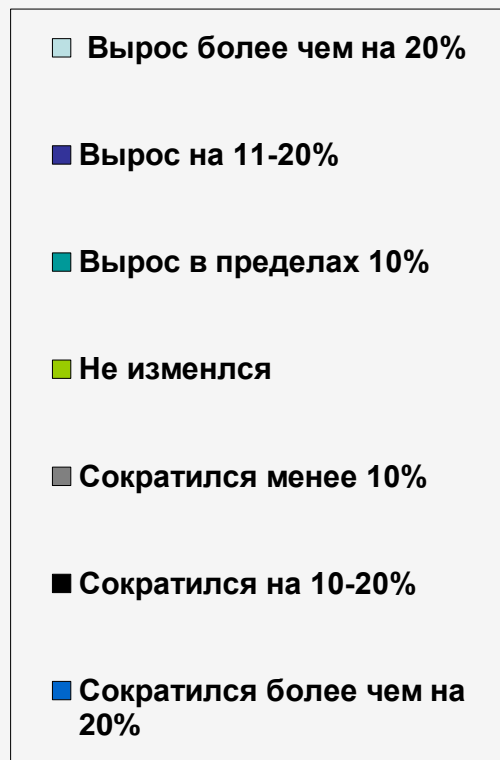 Вырос более чем на 20%
Вырос на 11-20%
Вырос в пределах 10%
Не изменлся
Сократился менее 10%
Сократился на 10-20%
Сократился более чем на
20%